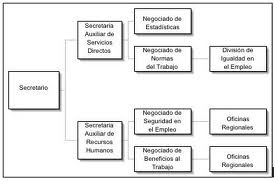 Negociado de
Estadísticas
Secretaría
Auxiliar de
Servicios
Directos
Negociado de
Normas
del Trabajo
División de
Igualdad en
el Empleo
Secretario
Negociado de
Seguridad en
el Empleo
Oficinas
Regionales
Secretaría
Auxiliar de
Recursos
Humanos
Negociado de
Beneficios al
Trabajo
Oficinas
Regionales